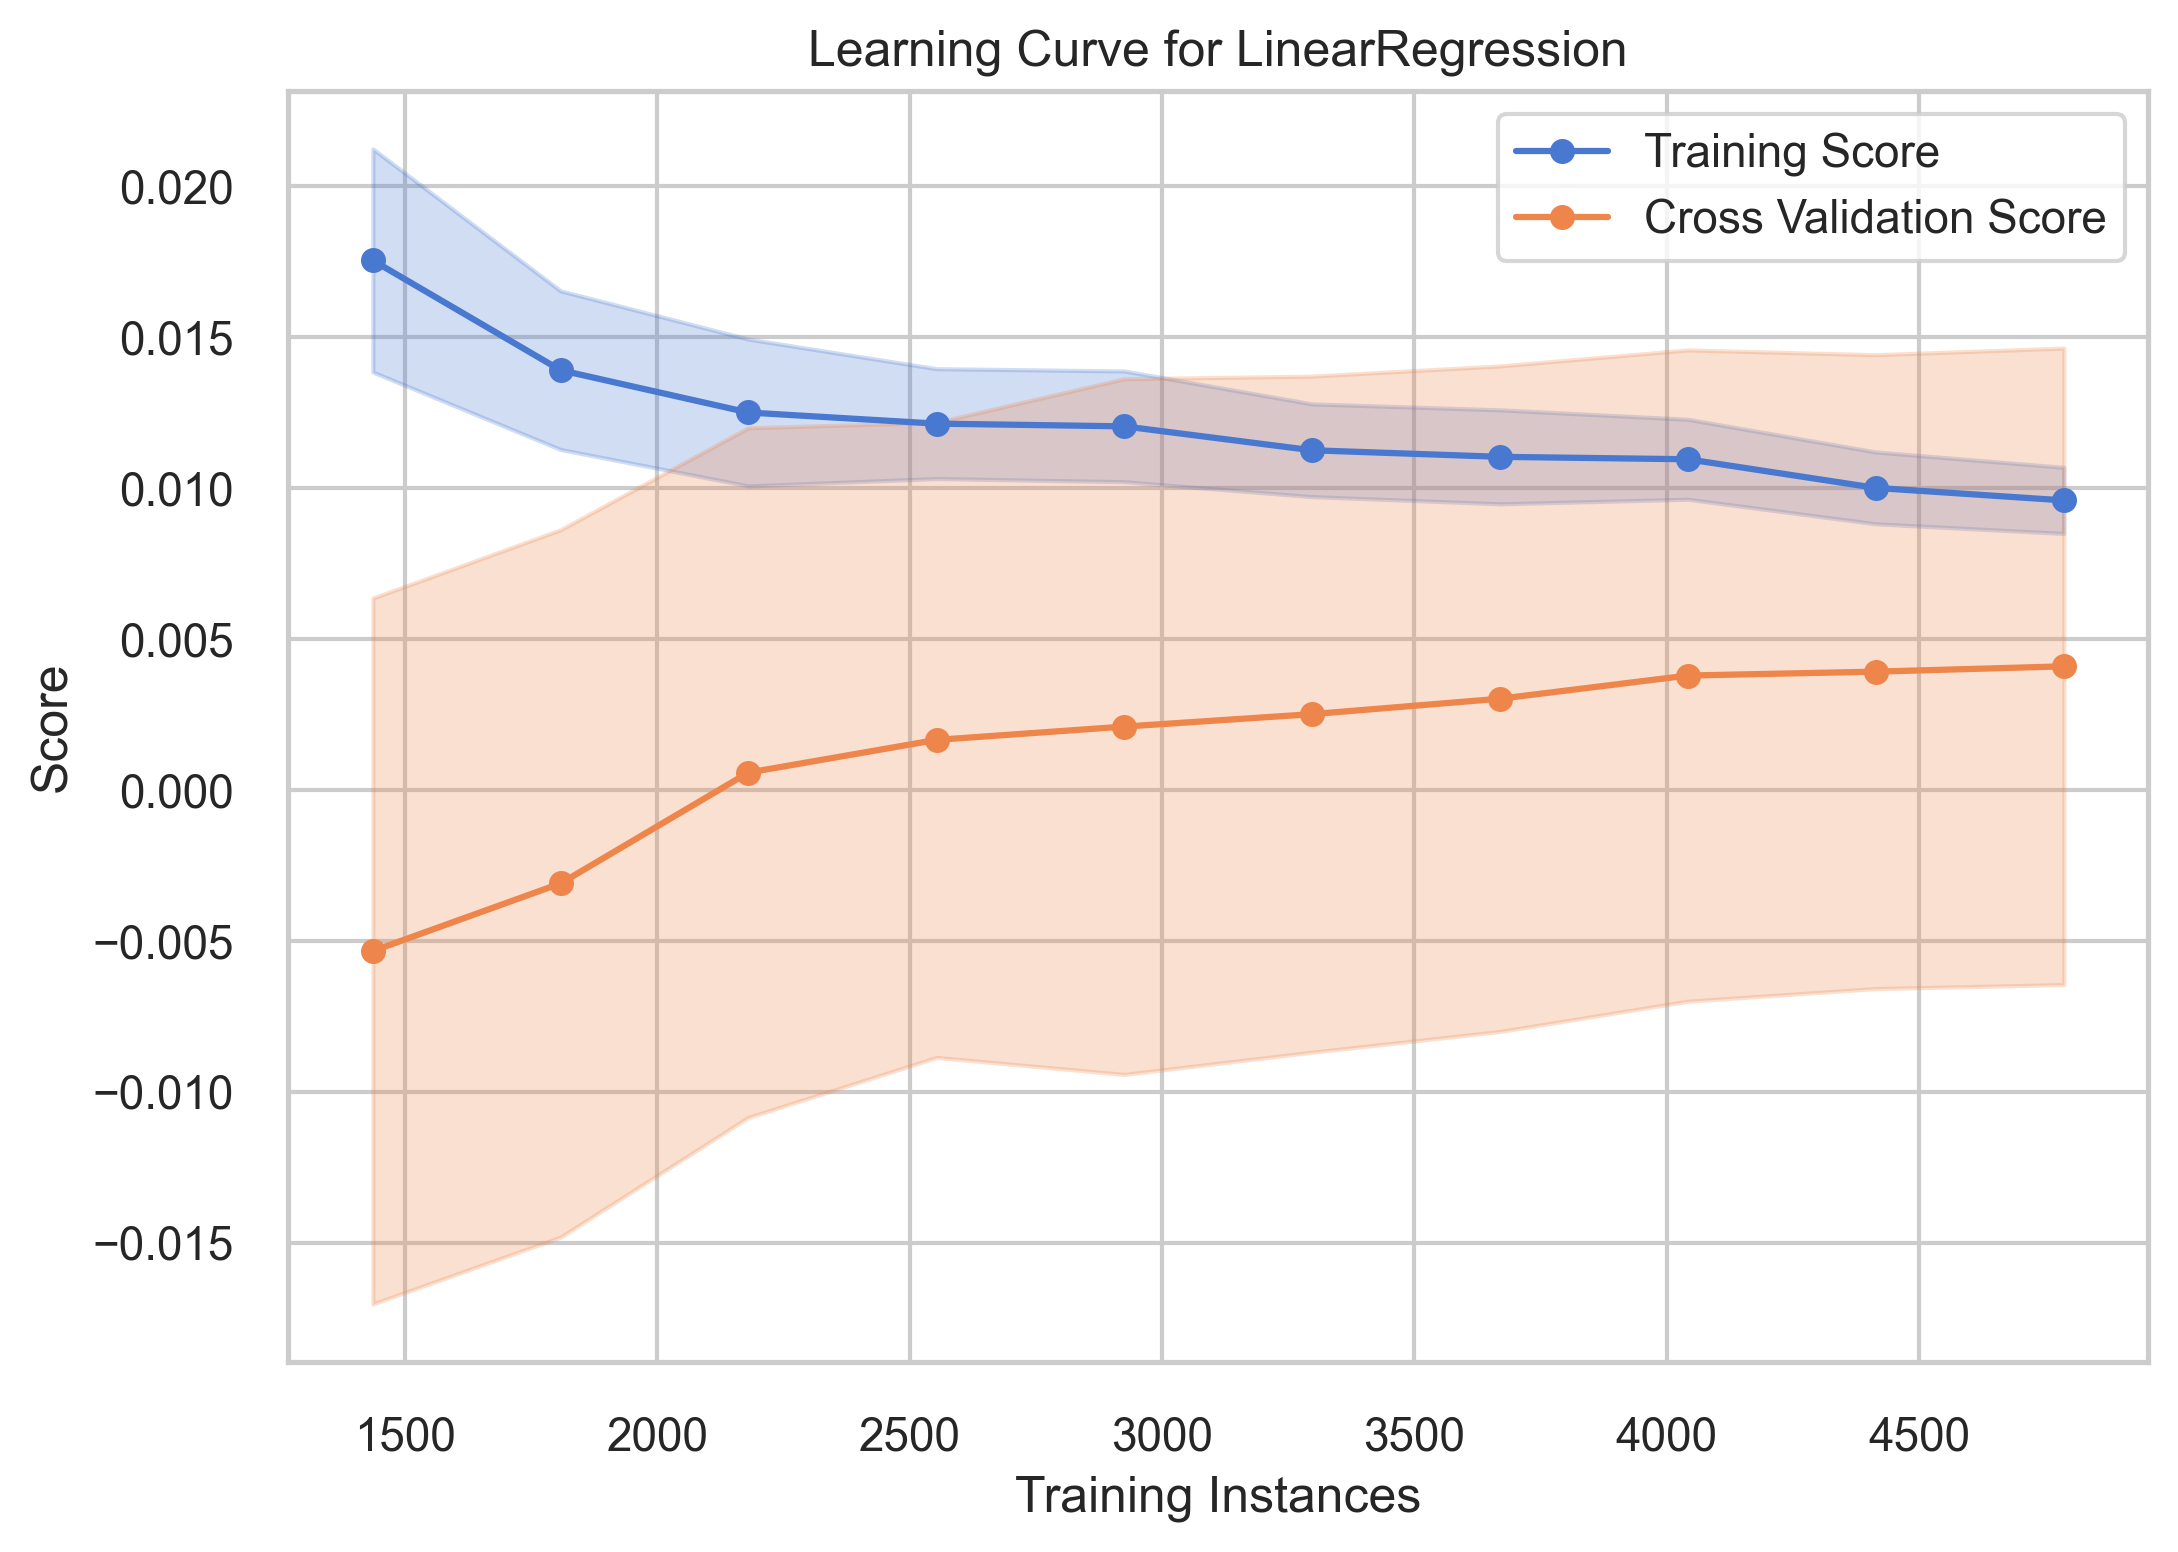 Learning Curve for LinearRegression
Training Score
Cross Validation Score
0.020
0.015
0.010
0.005
0.000
−0.005
−0.010
−0.015
Score
1500 2000 2500 3000 3500 4000 4500
Training Instances